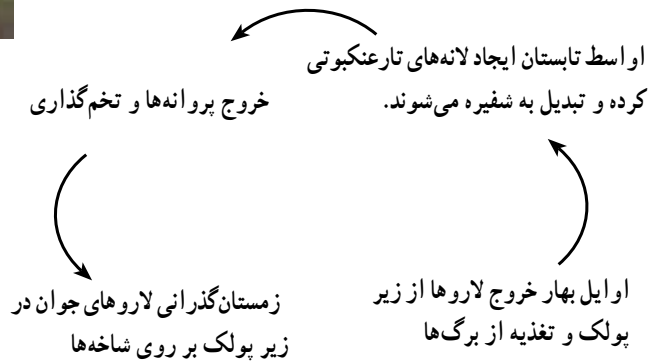 اواسط تابستان ایجاد لانه‌های تارعنکبوتی
کرده و تبدیل به شفیره می‌شوند.
خروج پروانه‌ها و تخم‌گذاری
زمستان‌گذرانی لاروهای جوان در
زیر پولک بر روی شاخه‌ها
اوایل بهار خروج لاروها از زیر
پولک و تغذیه از برگ‌ها